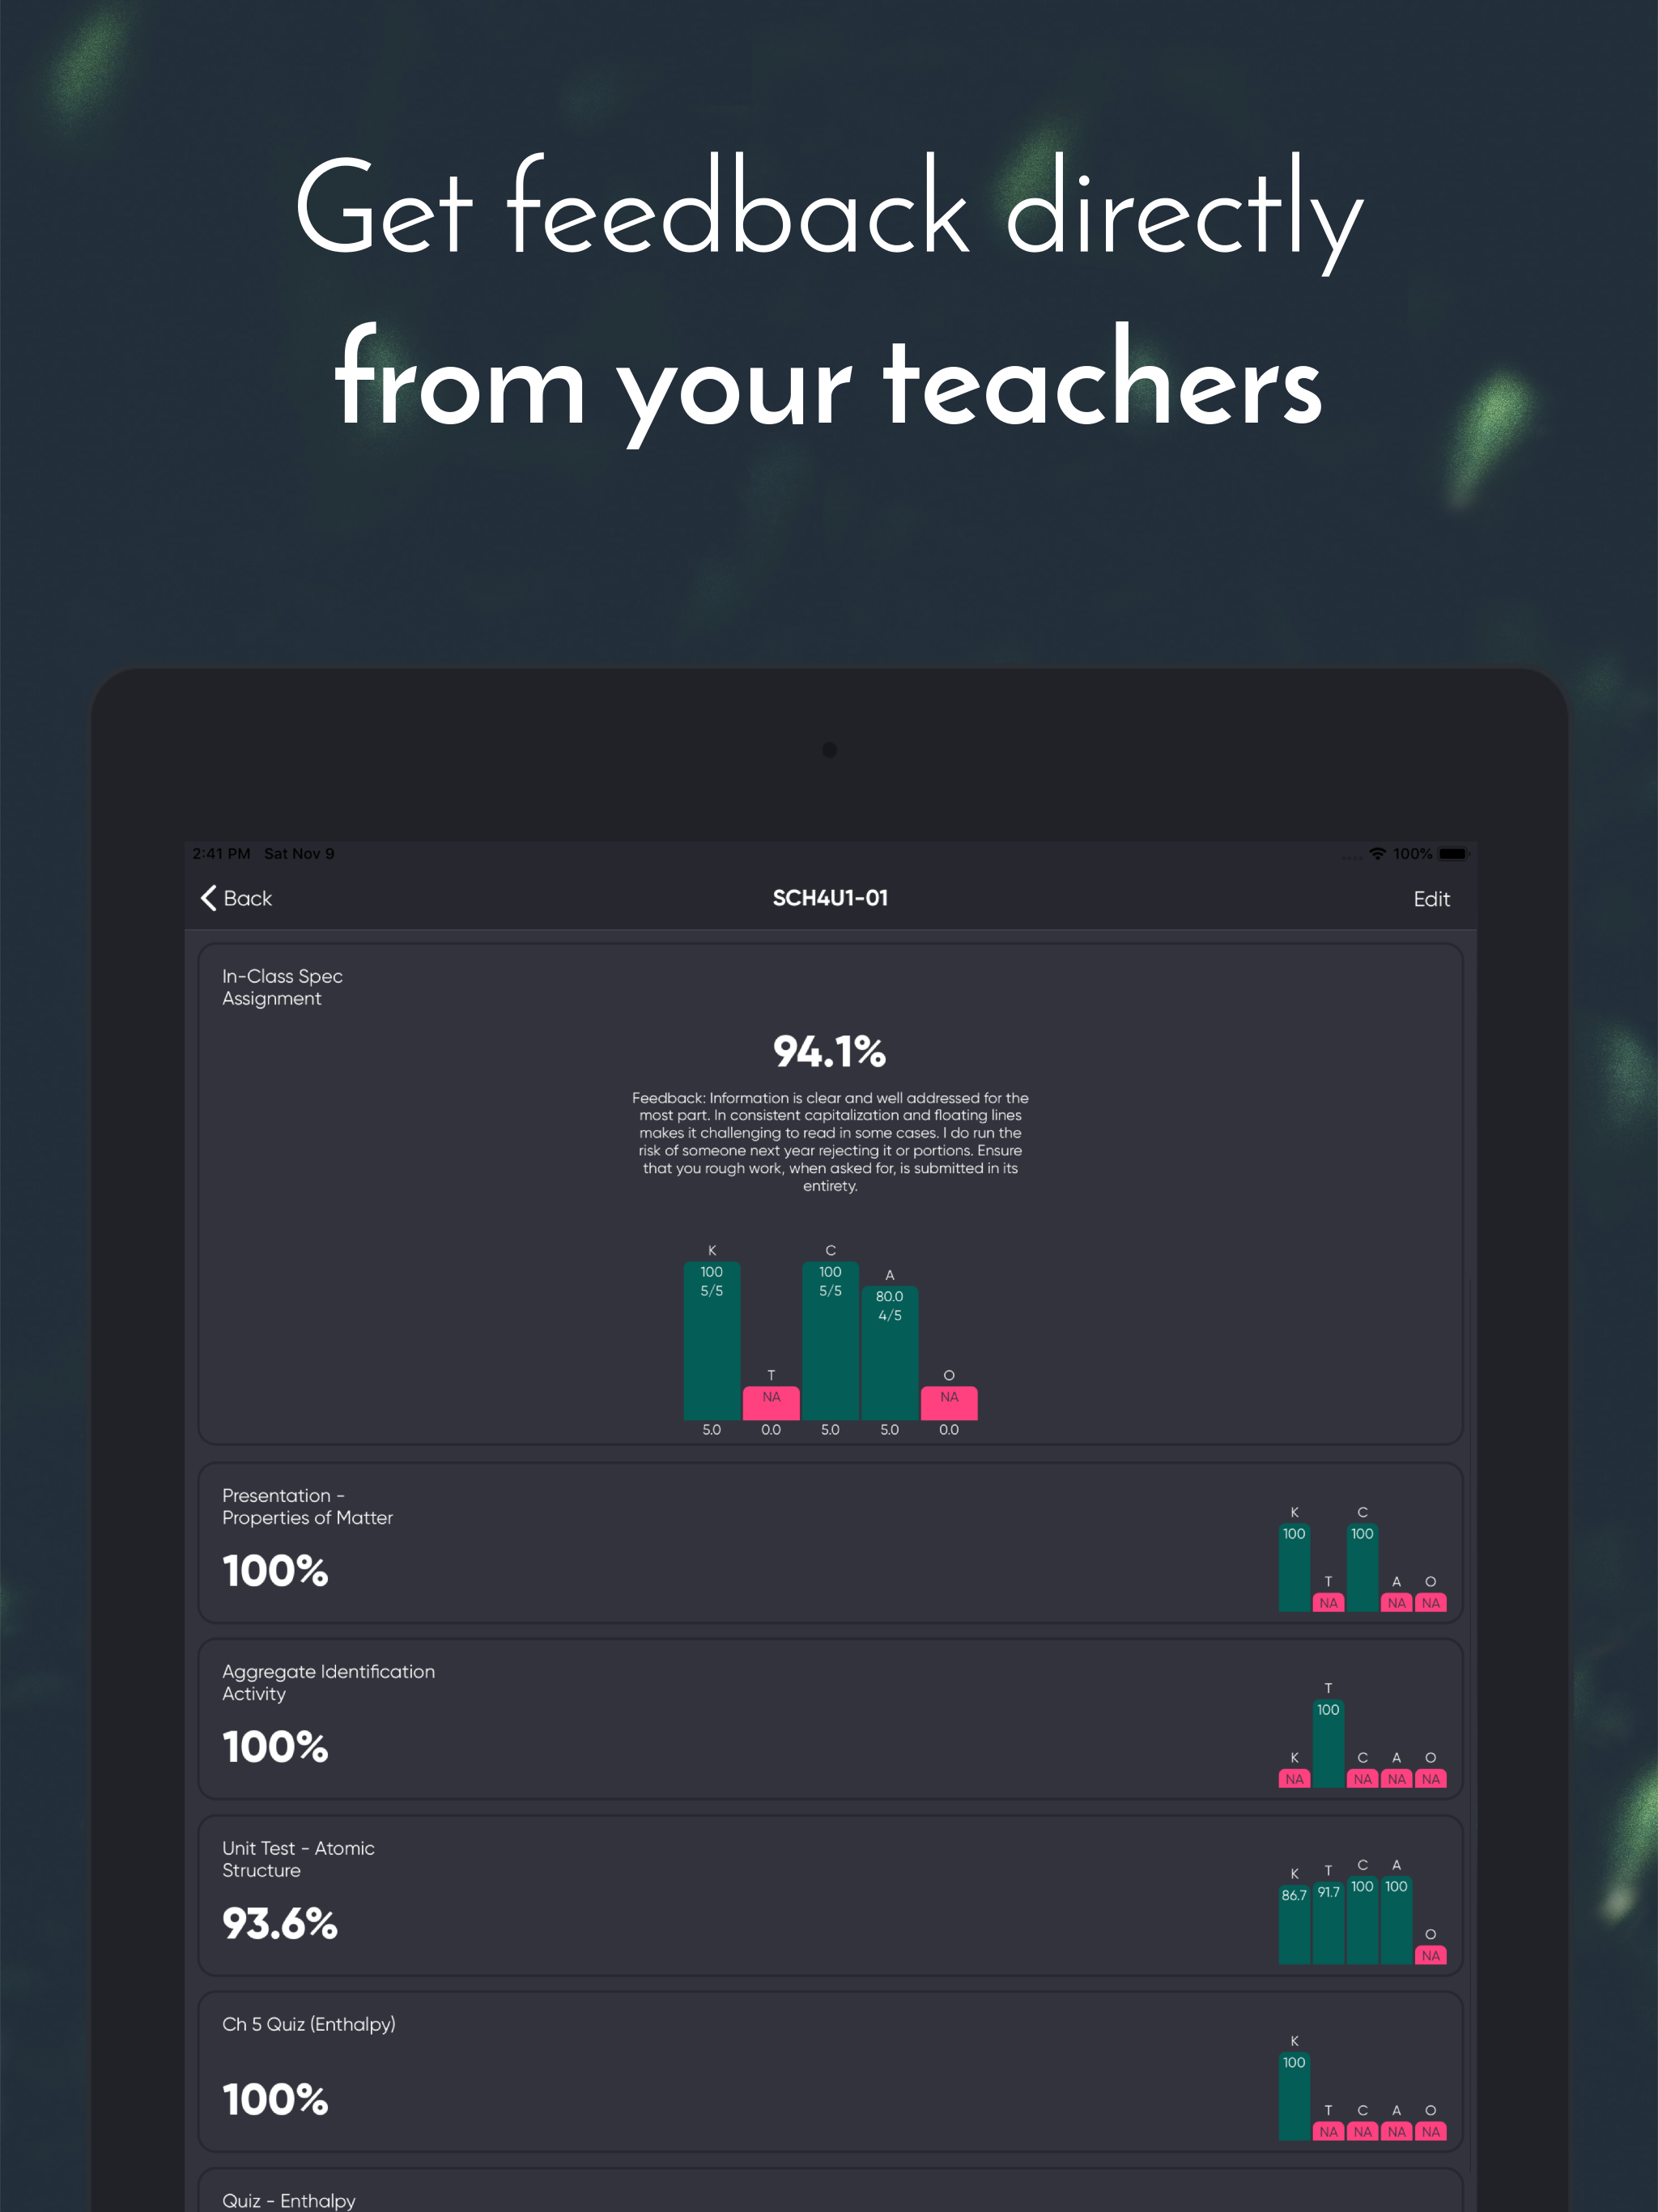 Get feedback directly
from your teachers
2:41 PM Sat Nov 9
100%
Back
SCH4U1-01
Edit
In-Class Spec
Assignment
94.1%
Feedback: Information is clear and well addressed for the
most part. In consistent capitalization and floating lines
makes it challenging to read in some cases. I do run the
risk of someone next year rejecting it or portions. Ensure
that you rough work, when asked for, is submitted in its
entirety.
K C
100 100 A
5/5 5/5 80.0
4/5
T O
NA NA
5.0 0.0 5.0 5.0 0.0
Presentation -
Properties of Matter
100%
K C
100 100
T A O
NA NA NA
Aggregate Identification
Activity
100%
T
100
K C A O
NA NA NA NA
Unit Test - Atomic
Structure
93.6%
K T C A
86.7 91.7 100 100
O
NA
Ch 5 Quiz (Enthalpy)
100%
K
100
T C A O
NA NA NA NA
Quiz - Enthalpy